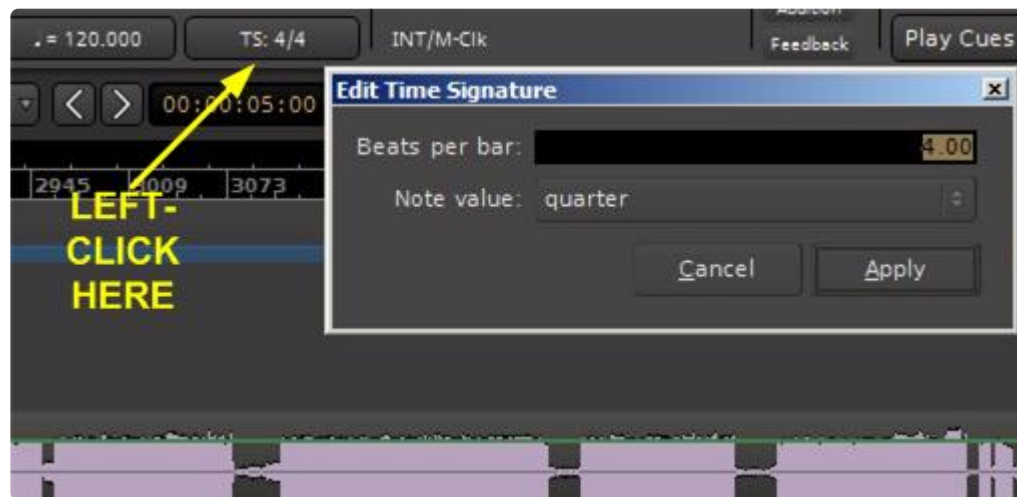 ♩= 120.000
TS: 4/4
INT/M-Clk
Feedback
Play Cues
00:00:05:00
Edit Time Signature
Beats per bar: 4.00
2945 3009 3073
Note value: quarter
LEFT-
CLICK
HERE
Cancel
Apply